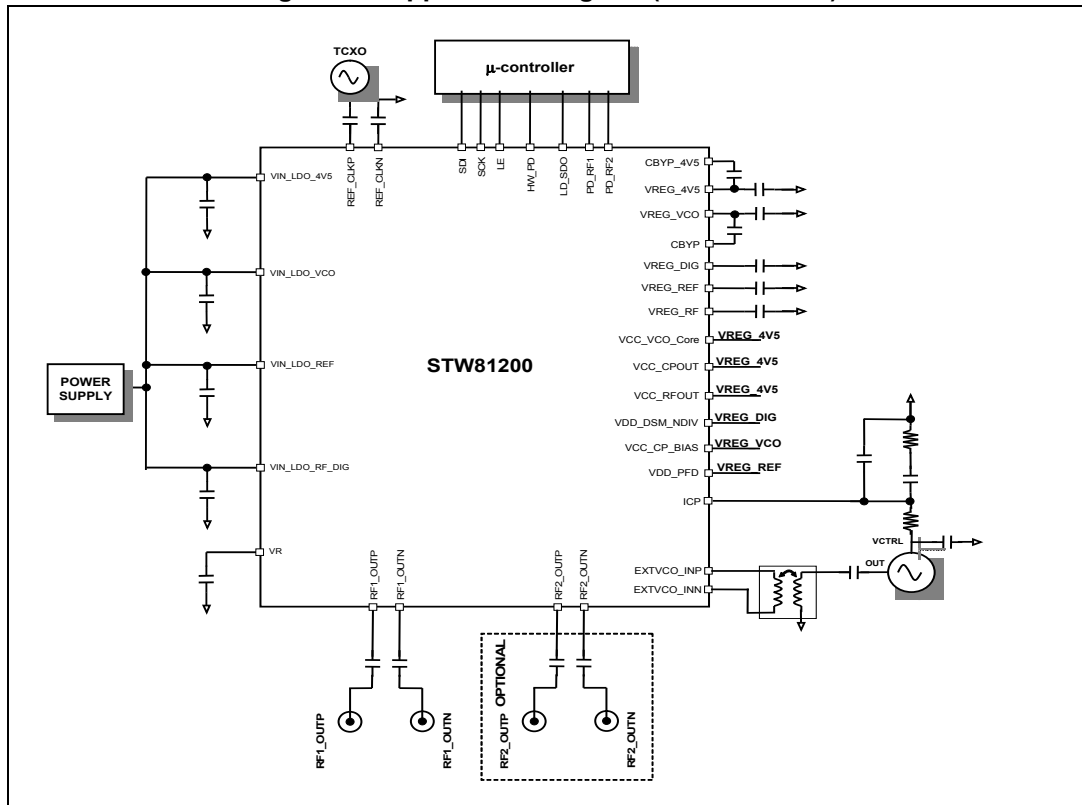 TCXO
μ-controller
REF_CLKP
REF_CLKN
SDI
SCK
LE
HW_PD
LD_SDO
PD_RF1
PD_RF2
VIN_LDO_4V5
VIN_LDO_VCO
VIN_LDO_REF
VIN_LDO_RF_DIG
VR
POWER
SUPPLY
STW81200
CBYP_4V5
VREG_4V5
VREG_VCO
CBYP
VREG_DIG
VREG_REF
VREG_RF
VCC_VCO_Core VREG_4V5
VCC_CPOUT VREG_4V5
VCC_RFOUT VREG_4V5
VDD_DSM_NDIV VREG_DIG
VCC_CP_BIAS VREG_VCO
VDD_PFD VREG_REF
ICP
VCTRL
OUT
EXTVCO_INP
EXTVCO_INN
RF1_OUTP
RF1_OUTN
RF2_OUTP
RF2_OUTN
OPTIONAL
RF1_OUTP
RF1_OUTN
RF2_OUTP
RF2_OUTN